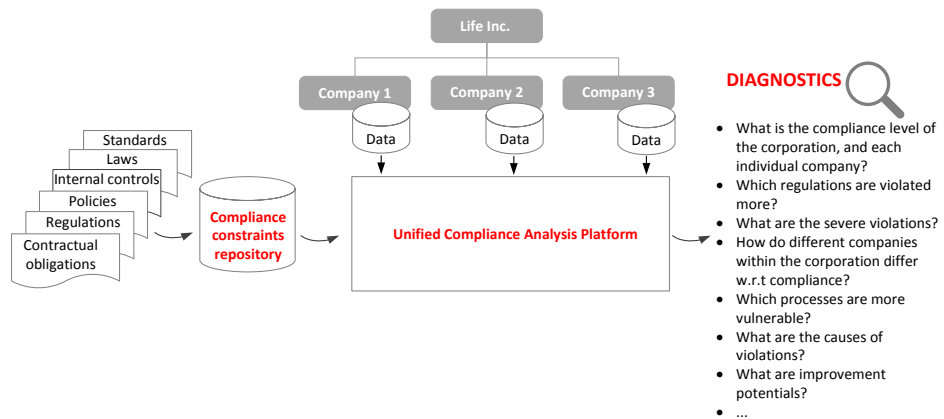 Life Inc.
Company 1
Company 2
Company 3
Data
Data
Data
Standards
Laws
Internal controls
Policies
Regulations
Contractual
obligations
Compliance
constraints
repository
Unified Compliance Analysis Platform
DIAGNOSTICS
• What is the compliance level of
the corporation, and each
individual company?
• Which regulations are violated
more?
• What are the severe violations?
• How do different companies
within the corporation differ
w.r.t compliance?
• Which processes are more
vulnerable?
• What are the causes of
violations?
• What are improvement
potentials?
• ...